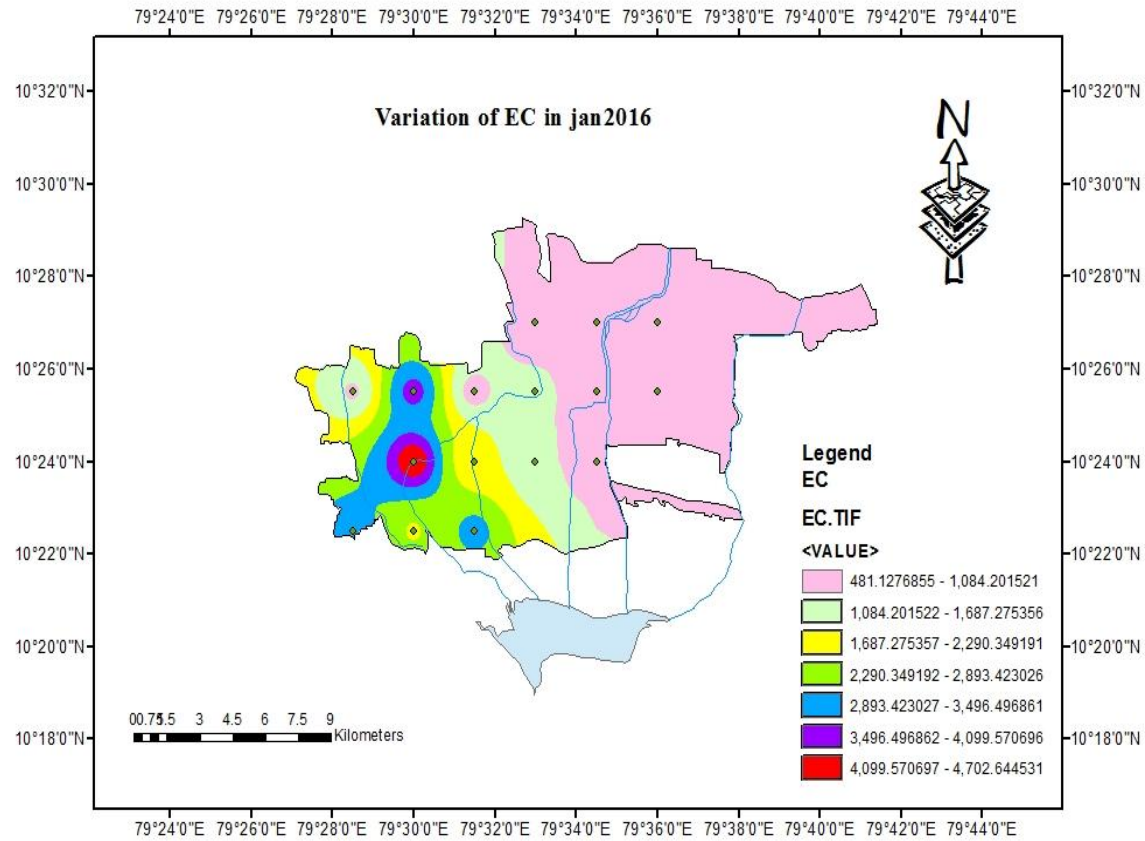 79°24'0"E 79°26'0"E 79°28'0"E 79°30'0"E 79°32'0"E 79°34'0"E 79°36'0"E 79°38'0"E 79°40'0"E 79°42'0"E 79°44'0"E
10°32'0"N 10°32'0"N
Variation of EC in jan2016
N
10°30'0"N 10°30'0"N
10°28'0"N 10°28'0"N
10°26'0"N 10°26'0"N
10°24'0"N 10°24'0"N
Legend
EC
EC.TIF
10°22'0"N 10°22'0"N
<VALUE>
481.1276855 - 1,084.201521
1,084.201522 - 1,687.275356
10°20'0"N 10°20'0"N
1,687.275357 - 2,290.349191
2,290.349192 - 2,893.423026
2,893.423027 - 3,496.496861
00.751.5 3 4.5 6 7.5 9
Kilometers
10°18'0"N 10°18'0"N
3,496.496862 - 4,099.570696
4,099.570697 - 4,702.644531
79°24'0"E 79°26'0"E 79°28'0"E 79°30'0"E 79°32'0"E 79°34'0"E 79°36'0"E 79°38'0"E 79°40'0"E 79°42'0"E 79°44'0"E